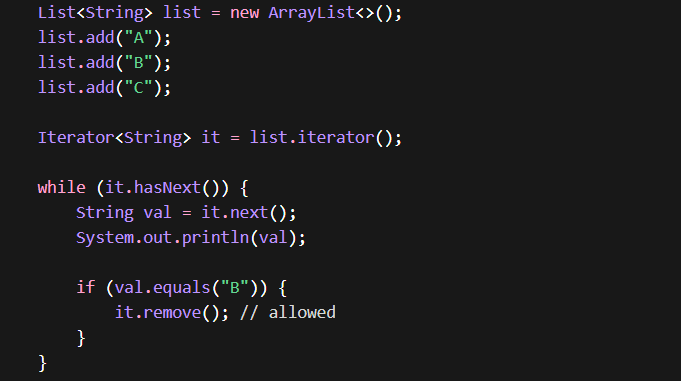 List<String> list = new ArrayList<>();
list.add("A");
list.add("B");
list.add("C");

Iterator<String> it = list.iterator();

while (it.hasNext()) {
    String val = it.next();
    System.out.println(val);

    if (val.equals("B")) {
        it.remove(); // allowed
    }
}